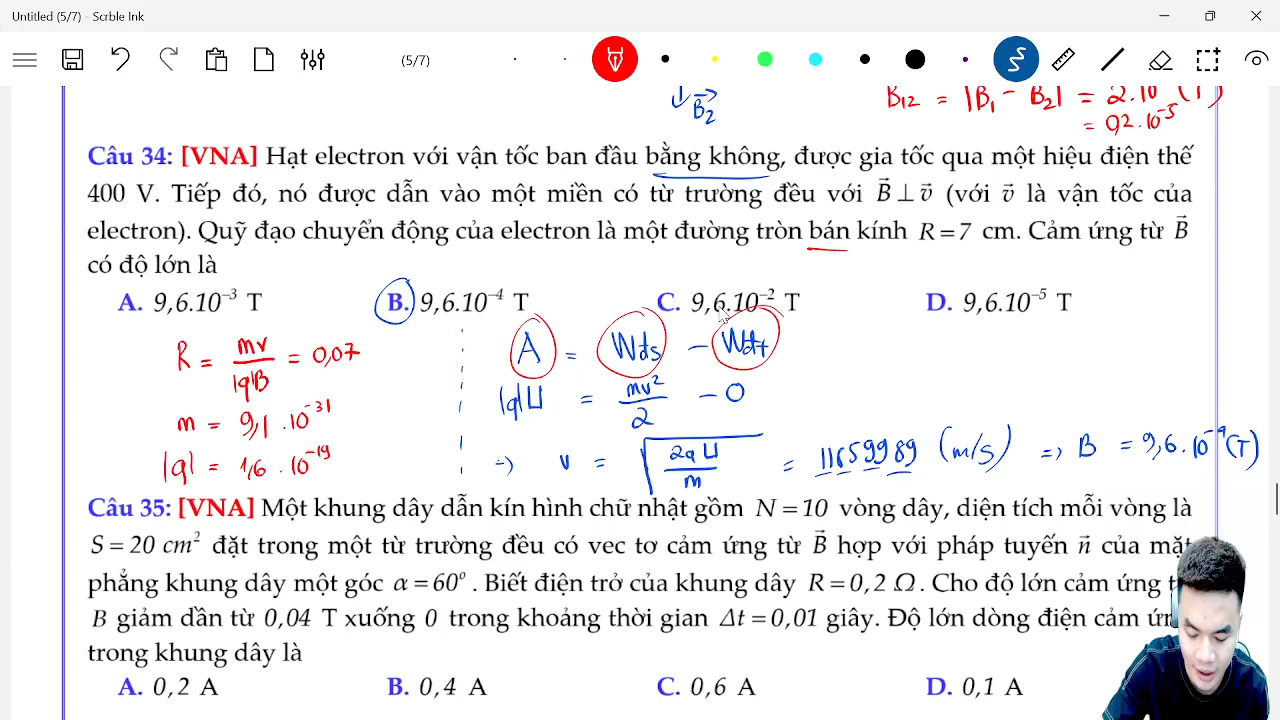 Untitled (5/7) - Scrble Ink
(5/7)
B₂
B₁₂ = |B₁ - B₂| = 2.10 (T)
= 0,2.10⁻⁵
Câu 34: [VNA] Hạt electron với vận tốc ban đầu bằng không, được gia tốc qua một hiệu điện thế
400 V. Tiếp đó, nó được dẫn vào một miền có từ trường đều với B⃗ ⊥ v⃗ (với v⃗ là vận tốc của
electron). Quỹ đạo chuyển động của electron là một đường tròn bán kính R = 7 cm. Cảm ứng từ B⃗
có độ lớn là
A. 9,6.10⁻³ T B. 9,6.10⁻⁴ T C. 9,6.10⁻² T D. 9,6.10⁻⁵ T
R = mv/|q|B = 0,07
m = 9,1.10⁻³¹
|q| = 1,6.10⁻¹⁹
A = Wđs - Wđt
|q|U = mv²/2 - 0
=> v = √(2qU/m) = 11859989 (m/s) => B = 9,6.10⁻⁴ (T)
Câu 35: [VNA] Một khung dây dẫn kín hình chữ nhật gồm N = 10 vòng dây, diện tích mỗi vòng là
S = 20 cm² đặt trong một từ trường đều có vec tơ cảm ứng từ B⃗ hợp với pháp tuyến n⃗ của mặt
phẳng khung dây một góc α = 60°. Biết điện trở của khung dây R = 0,2 Ω. Cho độ lớn cảm ứng
B giảm dần từ 0,04 T xuống 0 trong khoảng thời gian Δt = 0,01 giây. Độ lớn dòng điện cảm
trong khung dây là
A. 0,2 A B. 0,4 A C. 0,6 A D. 0,1 A